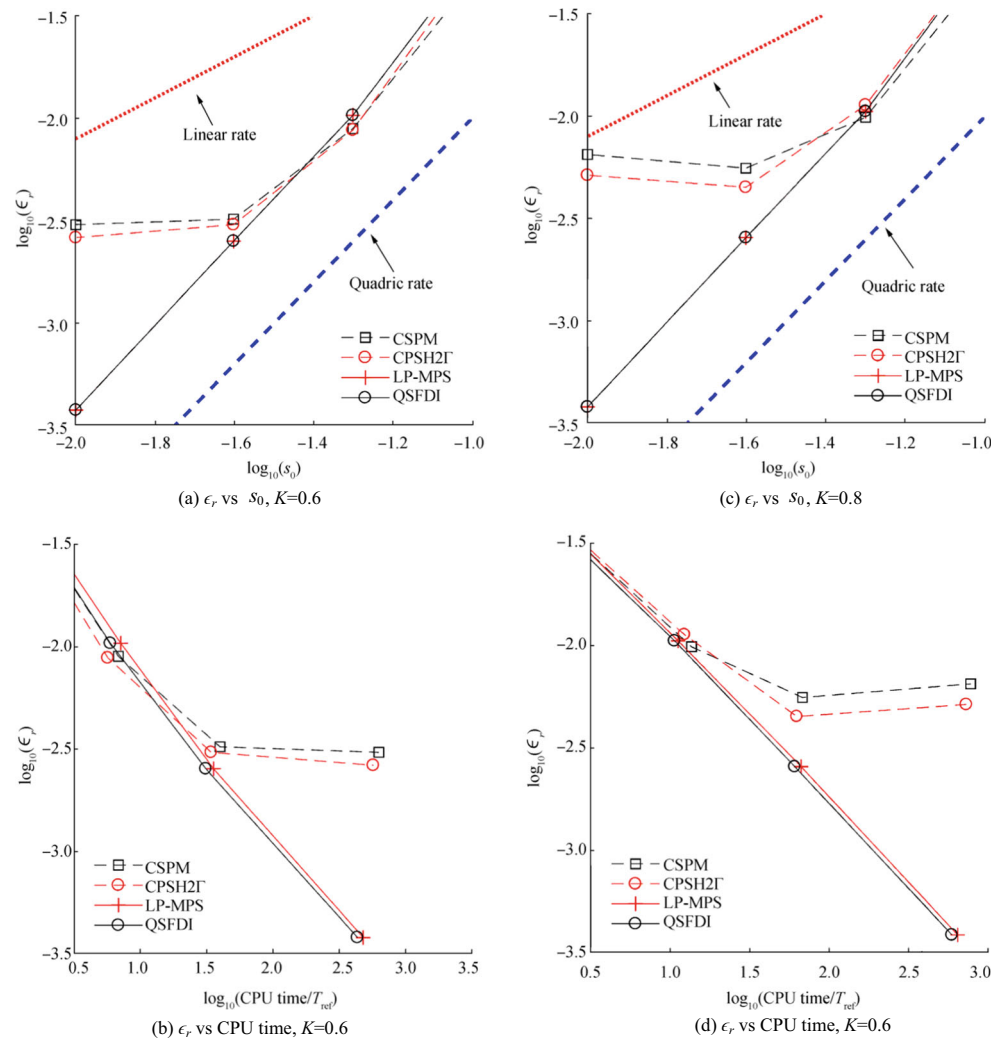 −1.5
−2.0
−2.5
−3.0
−3.5
log10(ϵr)
Linear rate
Quadric rate
CSPM
CPSH2Γ
LP-MPS
QSFDI
−2.0 −1.8 −1.6 −1.4 −1.2 −1.0
log10(s0)
(a) ϵr vs s0, K=0.6
−1.5
−2.0
−2.5
−3.0
−3.5
log10(ϵr)
Linear rate
Quadric rate
CSPM
CPSH2Γ
LP-MPS
QSFDI
−2.0 −1.8 −1.6 −1.4 −1.2 −1.0
log10(s0)
(c) ϵr vs s0, K=0.8
−1.5
−2.0
−2.5
−3.0
−3.5
log10(ϵr)
CSPM
CPSH2Γ
LP-MPS
QSFDI
0.5 1.0 1.5 2.0 2.5 3.0 3.5
log10(CPU time/Tref)
(b) ϵr vs CPU time, K=0.6
−1.5
−2.0
−2.5
−3.0
−3.5
log10(ϵr)
CSPM
CPSH2Γ
LP-MPS
QSFDI
0.5 1.0 1.5 2.0 2.5 3.0
log10(CPU time/Tref)
(d) ϵr vs CPU time, K=0.6